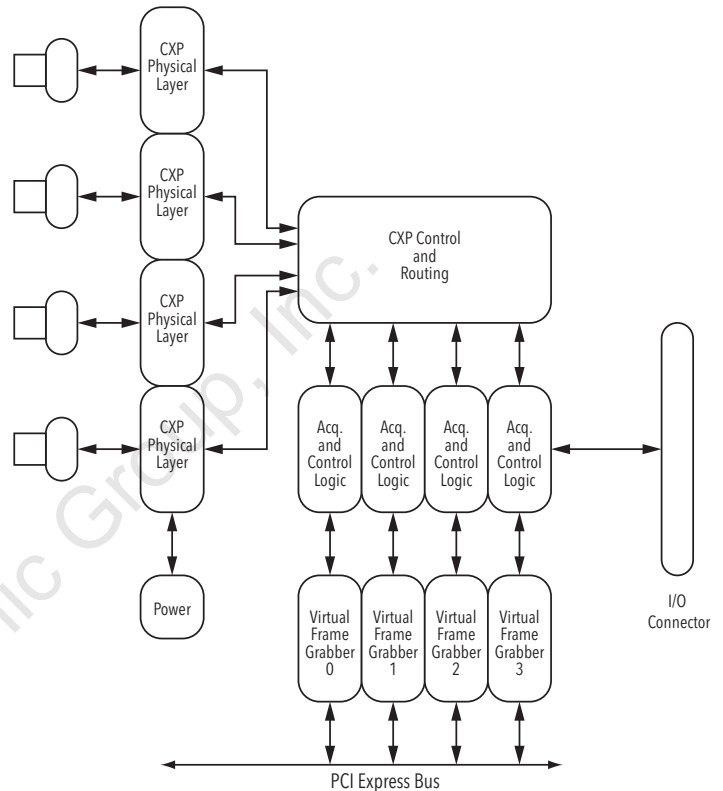 CXP
Physical
Layer
CXP
Physical
Layer
CXP
Physical
Layer
CXP
Physical
Layer
Power
CXP Control
and
Routing
Acq.
and
Control
Logic
Acq.
and
Control
Logic
Acq.
and
Control
Logic
Acq.
and
Control
Logic
Virtual
Frame
Grabber
0
Virtual
Frame
Grabber
1
Virtual
Frame
Grabber
2
Virtual
Frame
Grabber
3
I/O
Connector
PCI Express Bus
Group, Inc.